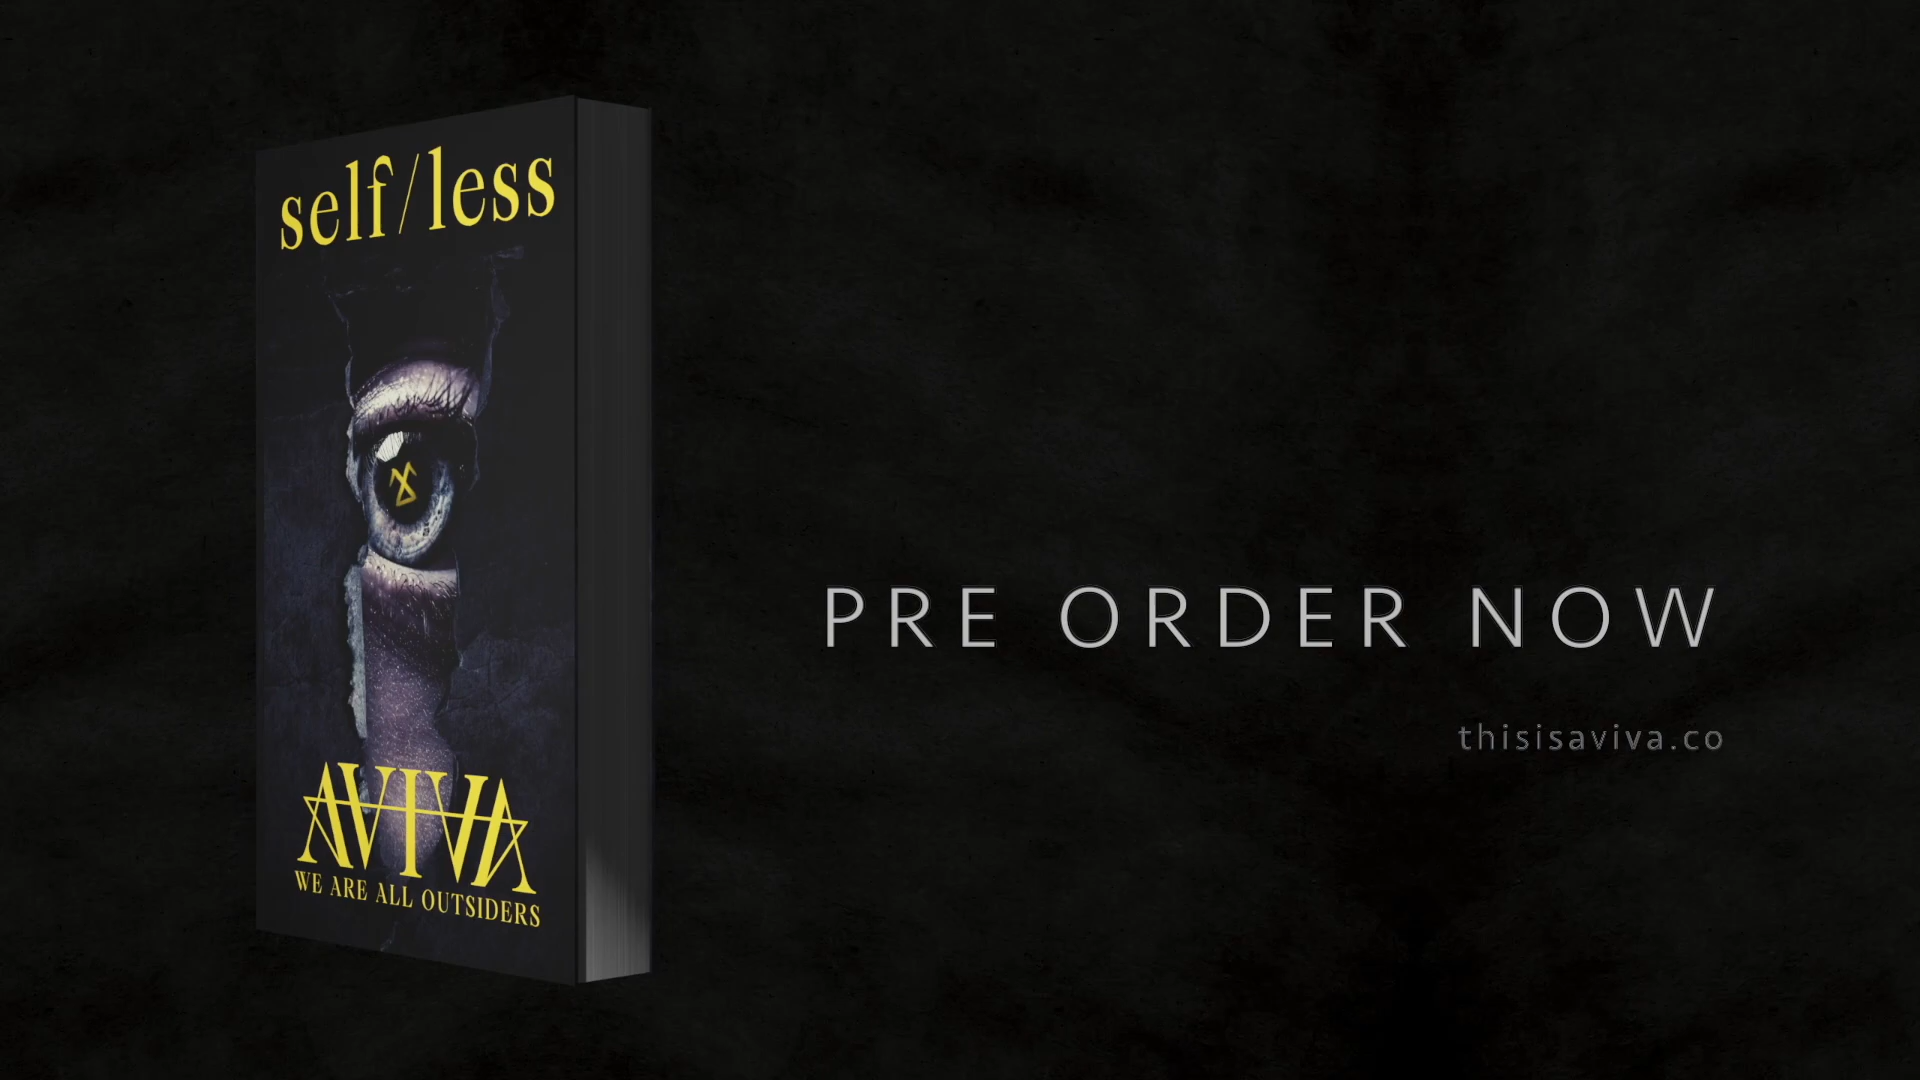 self/less
AVIVA
WE ARE ALL OUTSIDERS
PRE ORDER NOW
thisisaviva.co